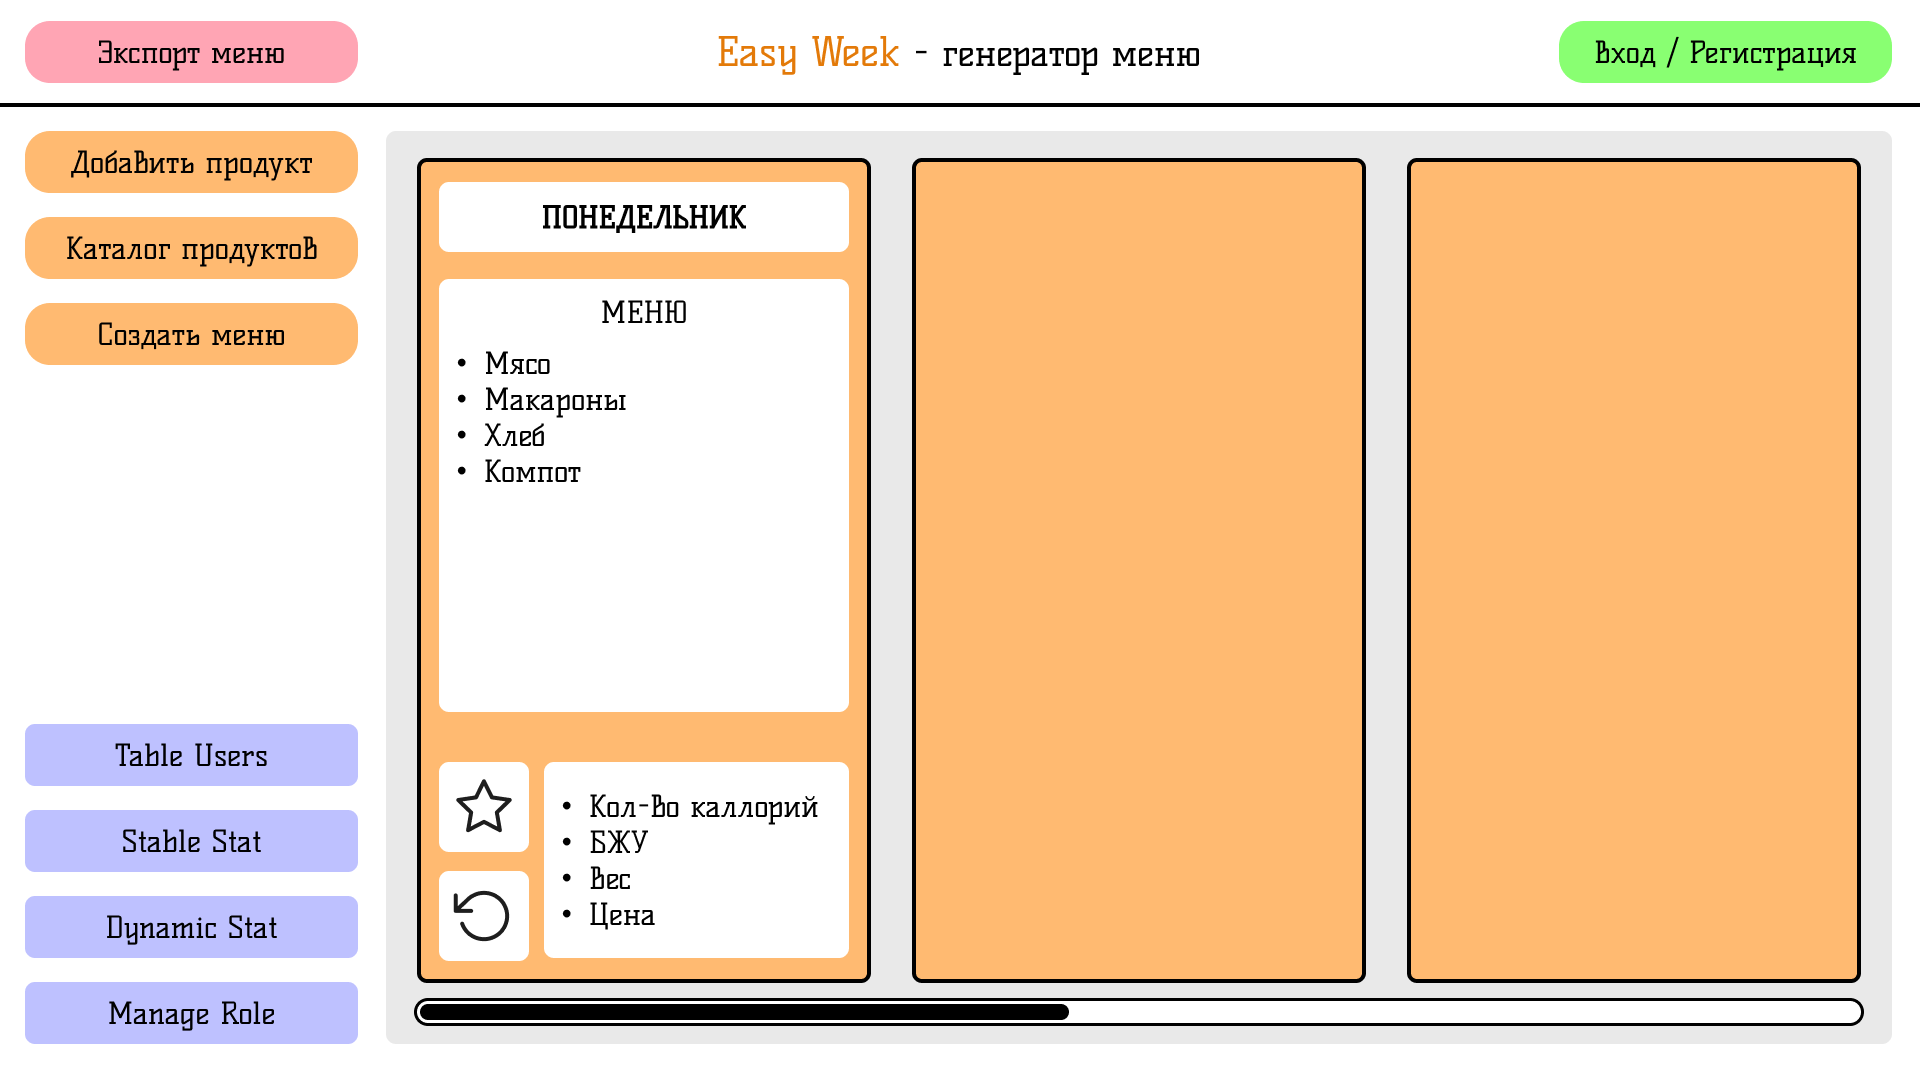 Экспорт меню
Easy Week - генератор меню
Вход / Регистрация
Добавить продукт
Каталог продуктов
Создать меню
Table Users
Stable Stat
Dynamic Stat
Manage Role
ПОНЕДЕЛЬНИК
МЕНЮ
• Мясо
• Макароны
• Хлеб
• Компот
• Кол-во каллорий
• БЖУ
• Вес
• Цена